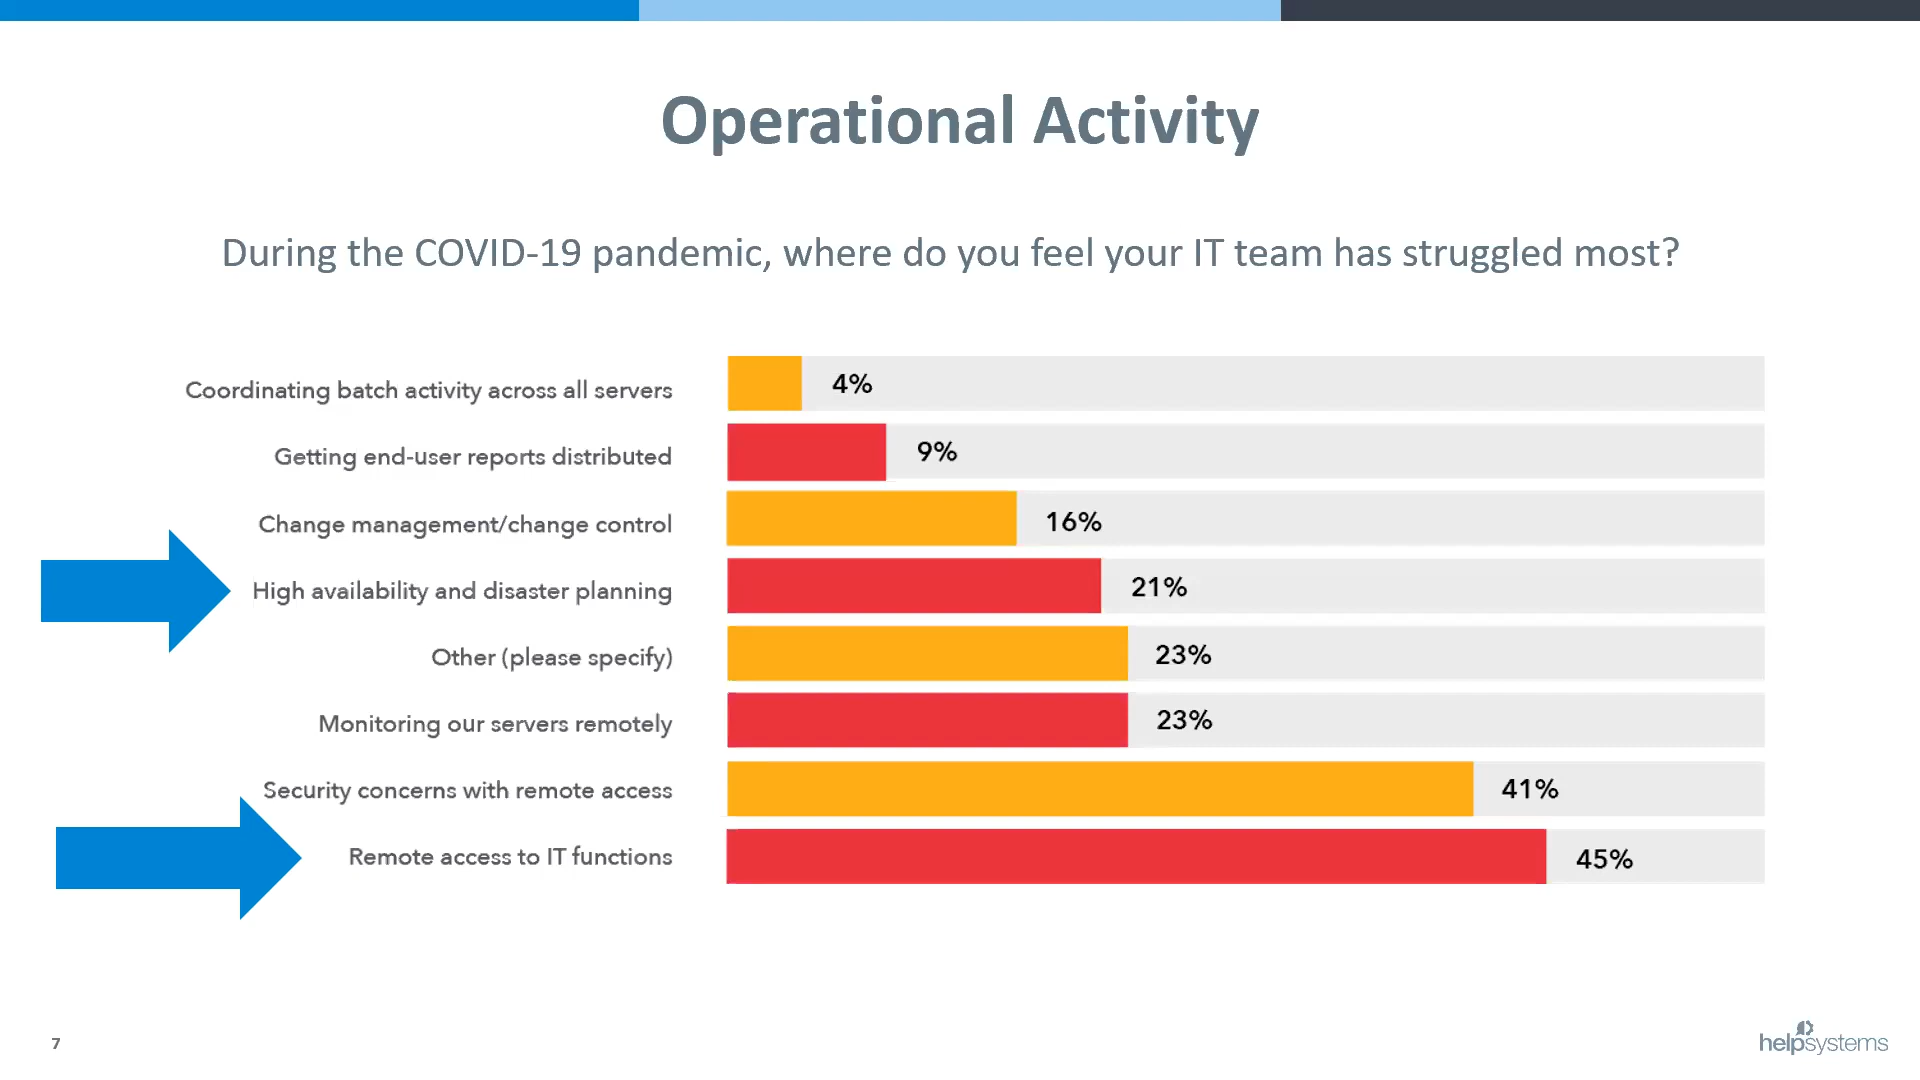 Operational Activity
During the COVID-19 pandemic, where do you feel your IT team has struggled most?
Coordinating batch activity across all servers 4%
Getting end-user reports distributed 9%
Change management/change control 16%
High availability and disaster planning 21%
Other (please specify) 23%
Monitoring our servers remotely 23%
Security concerns with remote access 41%
Remote access to IT functions 45%
7
helpsystems